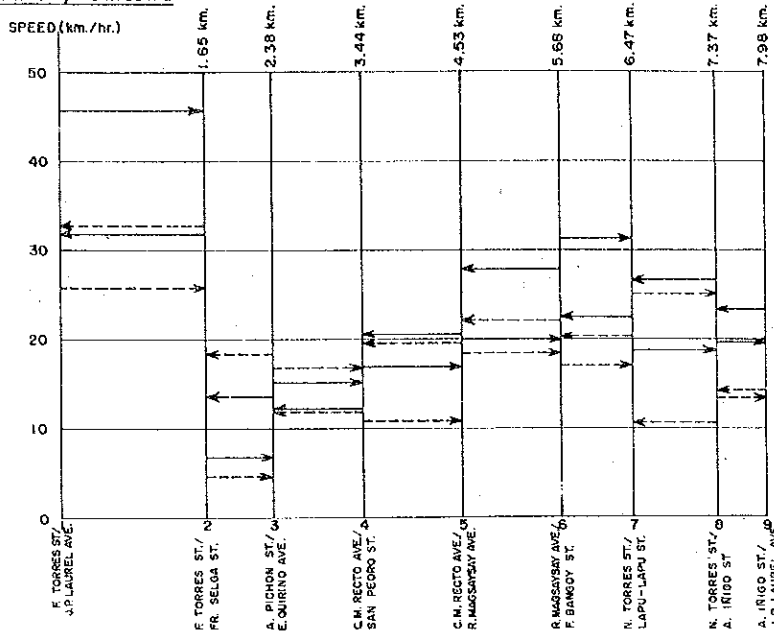 SPEED (km./hr.)
1.65 km.
2.38 km.
3.44 km.
4.53 km.
5.68 km.
6.47 km.
7.37 km.
7.98 km.
50
40
30
20
10
0
1
2
3
4
5
6
7
8
9
F. TORRES ST./
J.P. LAUREL AVE.
F. TORRES ST./
FR. SELGA ST.
A. PICHON ST./
E. QUIRINO AVE.
C.M. RECTO AVE./
SAN PEDRO ST.
C.M. RECTO AVE./
R. MAGSAYSAY AVE.
R. MAGSAYSAY AVE./
F. BANGOY ST.
N. TORRES ST./
LAPU-LAPU ST.
N. TORRES ST./
A. IÑIGO ST
A. IÑIGO ST./
J.P. LAUREL AVE.